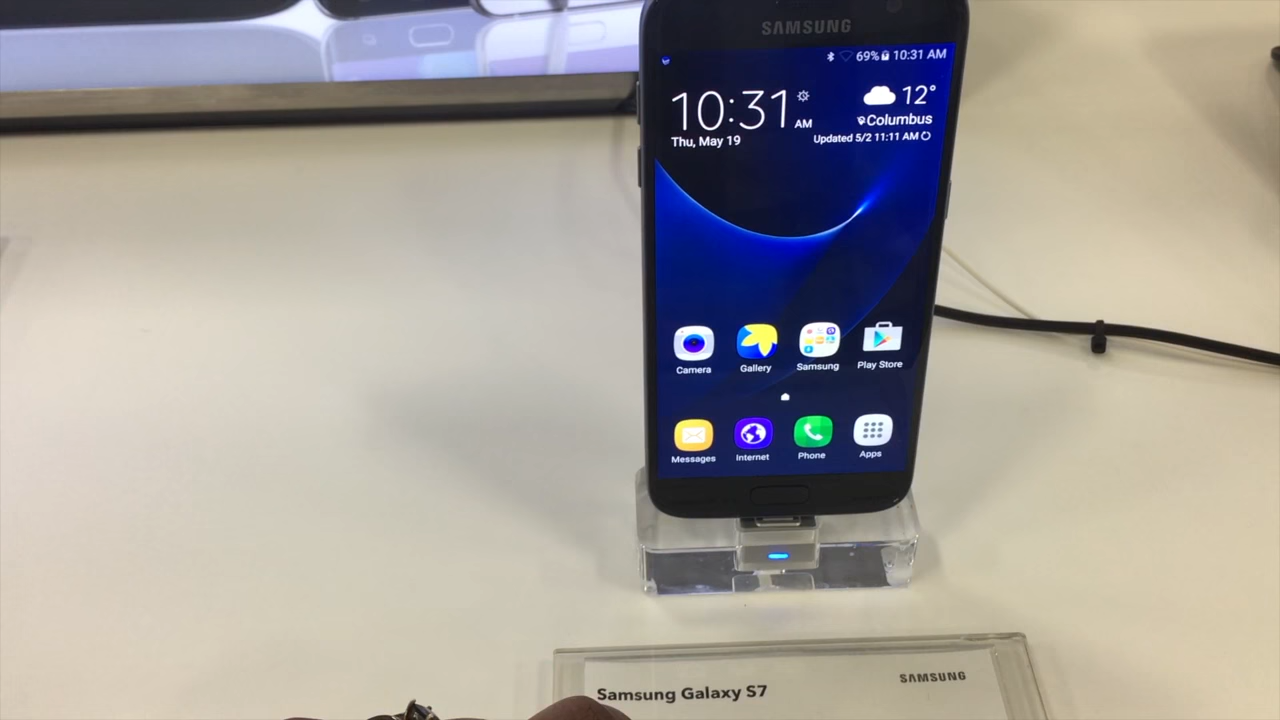 SAMSUNG
69% 10:31 AM
10:31 AM
Thu, May 19
12°
Columbus
Updated 5/2 11:11 AM
Camera
Gallery
Samsung
Play Store
Messages
Internet
Phone
Apps
Samsung Galaxy S7
SAMSUNG